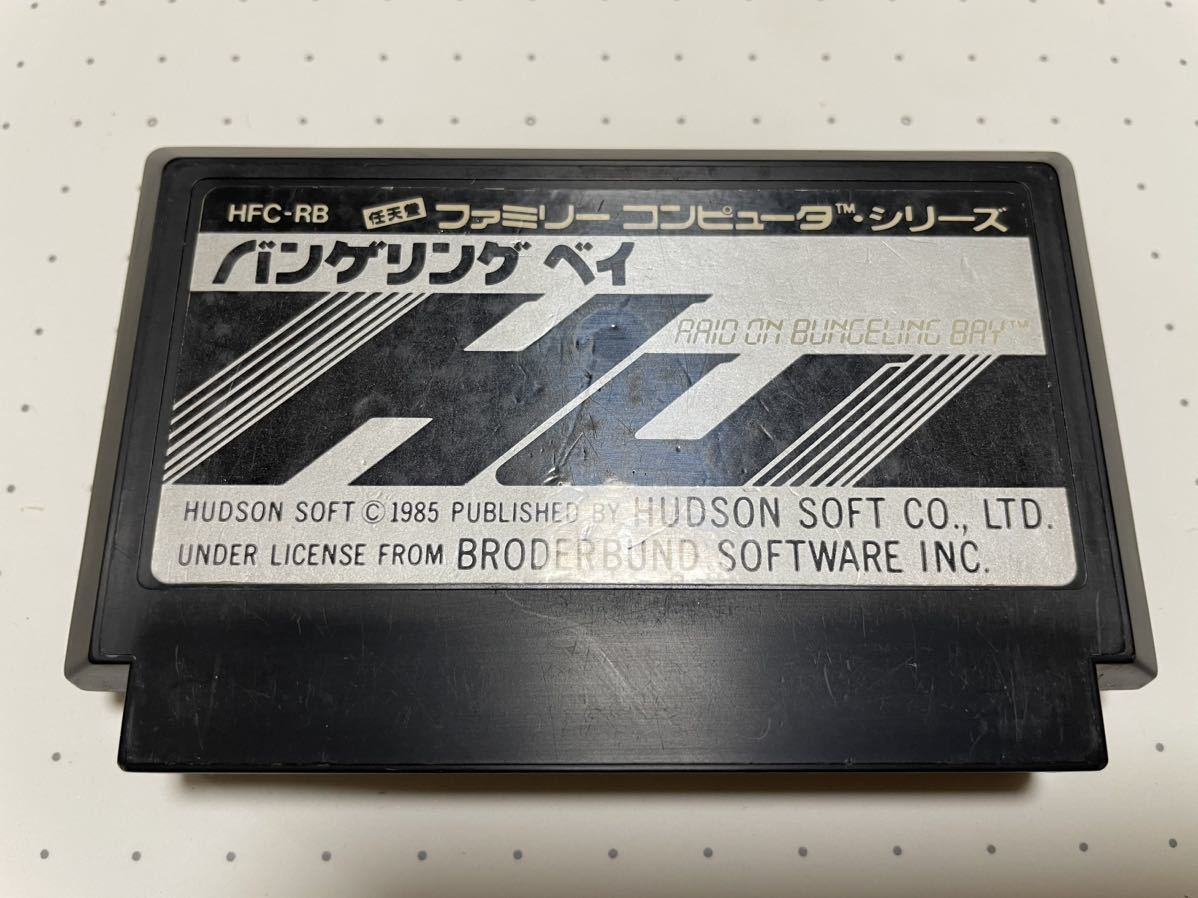 HFC-RB 任天堂 ファミリー コンピュータ™・シリーズ
バンゲリング ベイ
RAID ON BUNGELING BAY™
HUDSON SOFT © 1985 PUBLISHED BY HUDSON SOFT CO., LTD.
UNDER LICENSE FROM BRODERBUND SOFTWARE INC.